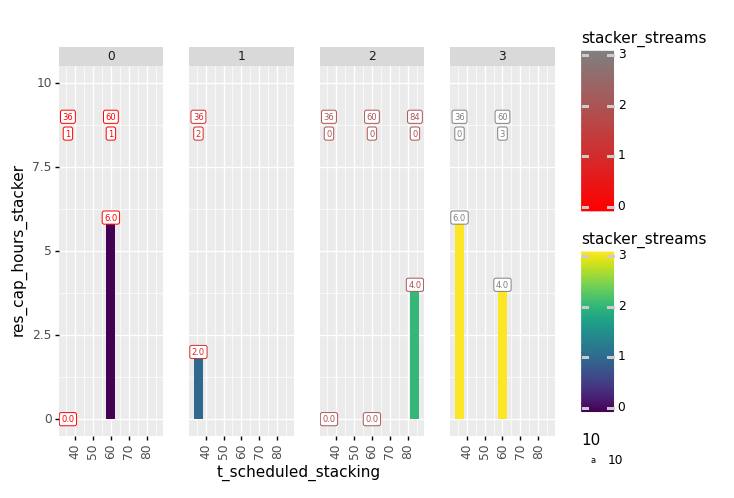 stacker_streams
3
2
1
0
stacker_streams
3
2
1
0
10
a 10
0 1 2 3
10
7.5
5
2.5
0
res_cap_hours_stacker
36 60 36 36 60 84 36 60
1 1 2 0 0 0 0 3
6.0 6.0
4.0 4.0
2.0
0.0 0.0 0.0
40 50 60 70 80 40 50 60 70 80 40 50 60 70 80 40 50 60 70 80
t_scheduled_stacking